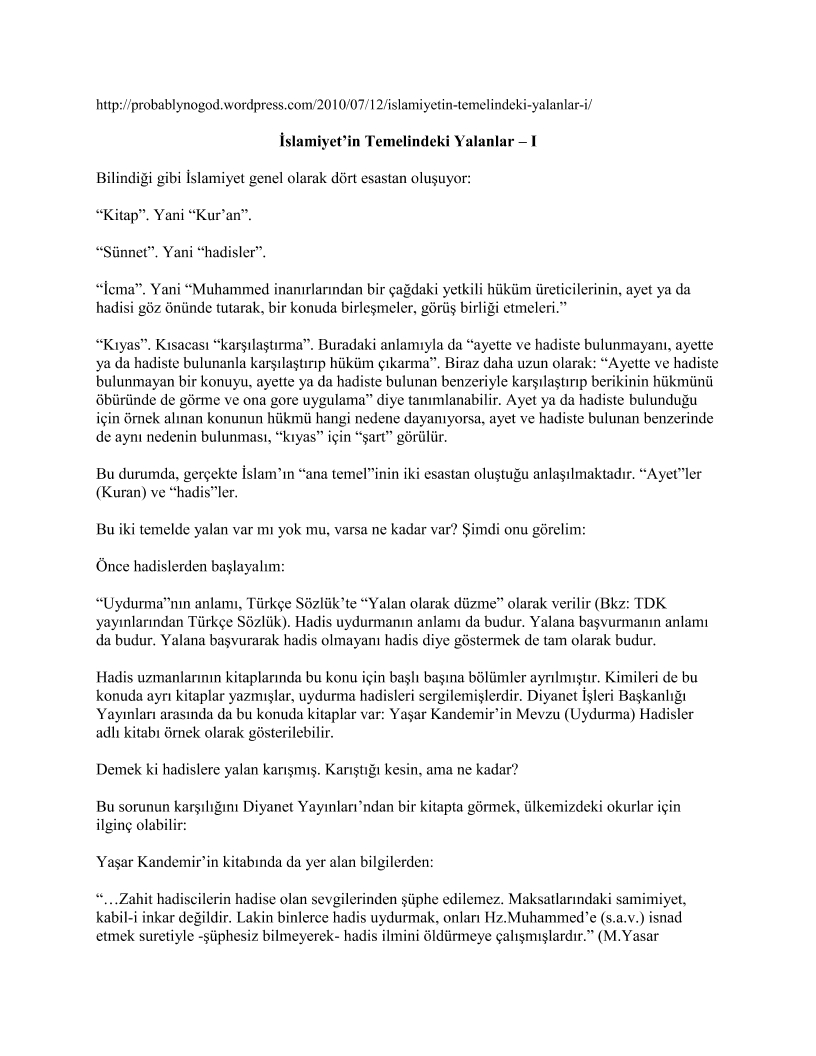 http://probablynogod.wordpress.com/2010/07/12/islamiyetin-temelindeki-yalanlar-i/
İslamiyet’in Temelindeki Yalanlar – I
Bilindiği gibi İslamiyet genel olarak dört esastan oluşuyor:
“Kitap”. Yani “Kur’an”.
“Sünnet”. Yani “hadisler”.
“İcma”. Yani “Muhammed inanırlarından bir çağdaki yetkili hüküm üreticilerinin, ayet ya da
hadisi göz önünde tutarak, bir konuda birleşmeler, görüş birliği etmeleri.”
“Kıyas”. Kısacası “karşılaştırma”. Buradaki anlamıyla da “ayette ve hadiste bulunmayanı, ayette
ya da hadiste bulunanla karşılaştırıp hüküm çıkarma”. Biraz daha uzun olarak: “Ayette ve hadiste
bulunmayan bir konuyu, ayette ya da hadiste bulunan benzeriyle karşılaştırıp berikinin hükmünü
öbüründe de görme ve ona gore uygulama” diye tanımlanabilir. Ayet ya da hadiste bulunduğu
için örnek alınan konunun hükmü hangi nedene dayanıyorsa, ayet ve hadiste bulunan benzerinde
de aynı nedenin bulunması, “kıyas” için “şart” görülür.
Bu durumda, gerçekte İslam’ın “ana temel”inin iki esastan oluştuğu anlaşılmaktadır. “Ayet”ler
(Kuran) ve “hadis”ler.
Bu iki temelde yalan var mı yok mu, varsa ne kadar var? Şimdi onu görelim:
Önce hadislerden başlayalım:
“Uydurma”nın anlamı, Türkçe Sözlük’te “Yalan olarak düzme” olarak verilir (Bkz: TDK
yayınlarından Türkçe Sözlük). Hadis uydurmanın anlamı da budur. Yalana başvurmanın anlamı
da budur. Yalana başvurarak hadis olmayanı hadis diye göstermek de tam olarak budur.
Hadis uzmanlarının kitaplarında bu konu için başlı başına bölümler ayrılmıştır. Kimileri de bu
konuda ayrı kitaplar yazmışlar, uydurma hadisleri sergilemişlerdir. Diyanet İşleri Başkanlığı
Yayınları arasında da bu konuda kitaplar var: Yaşar Kandemir’in Mevzu (Uydurma) Hadisler
adlı kitabı örnek olarak gösterilebilir.
Demek ki hadislere yalan karışmış. Karıştığı kesin, ama ne kadar?
Bu sorunun karşılığını Diyanet Yayınları’ndan bir kitapta görmek, ülkemizdeki okurlar için
ilginç olabilir:
Yaşar Kandemir’in kitabında da yer alan bilgilerden:
“…Zahit hadiscilerin hadise olan sevgilerinden şüphe edilemez. Maksatlarındaki samimiyet,
kabil-i inkar değildir. Lakin binlerce hadis uydurmak, onları Hz.Muhammed’e (s.a.v.) isnad
etmek suretiyle -şüphesiz bilmeyerek- hadis ilmini öldürmeye çalışmışlardır.” (M.Yasar